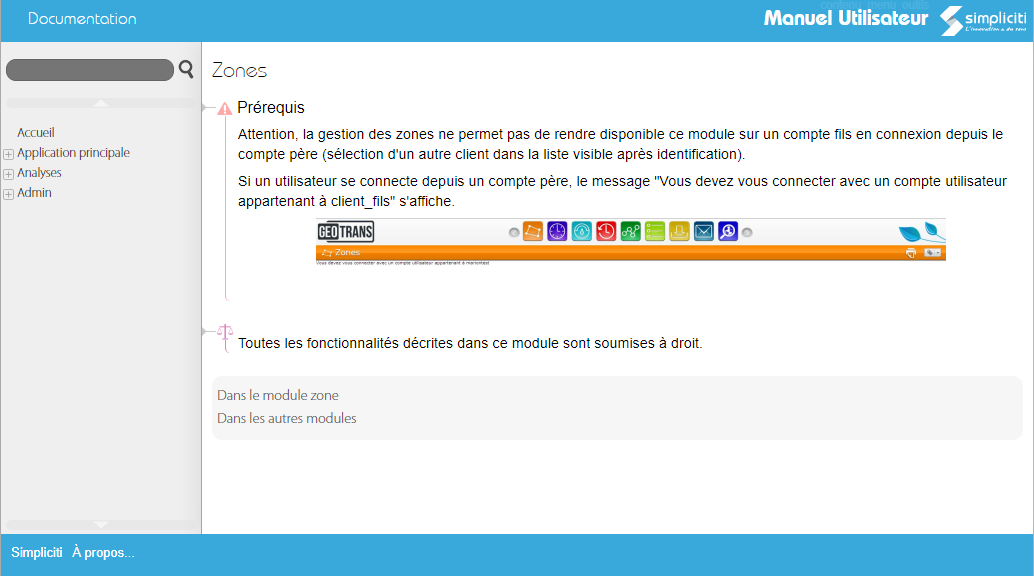 Documentation
contenu menu outils
Manuel Utilisateur
simpliciti
L'innovation a du sens
Zones
Prérequis
Accueil
Application principale
Analyses
Admin
Attention, la gestion des zones ne permet pas de rendre disponible ce module sur un compte fils en connexion depuis le
compte père (sélection d'un autre client dans la liste visible après identification).
Si un utilisateur se connecte depuis un compte père, le message "Vous devez vous connecter avec un compte utilisateur
appartenant à client_fils" s'affiche.
GEOTRANS
Zones
Vous devez vous connecter avec un compte utilisateur appartenant à
Toutes les fonctionnalités décrites dans ce module sont soumises à droit.
Dans le module zone
Dans les autres modules
Simpliciti À propos...